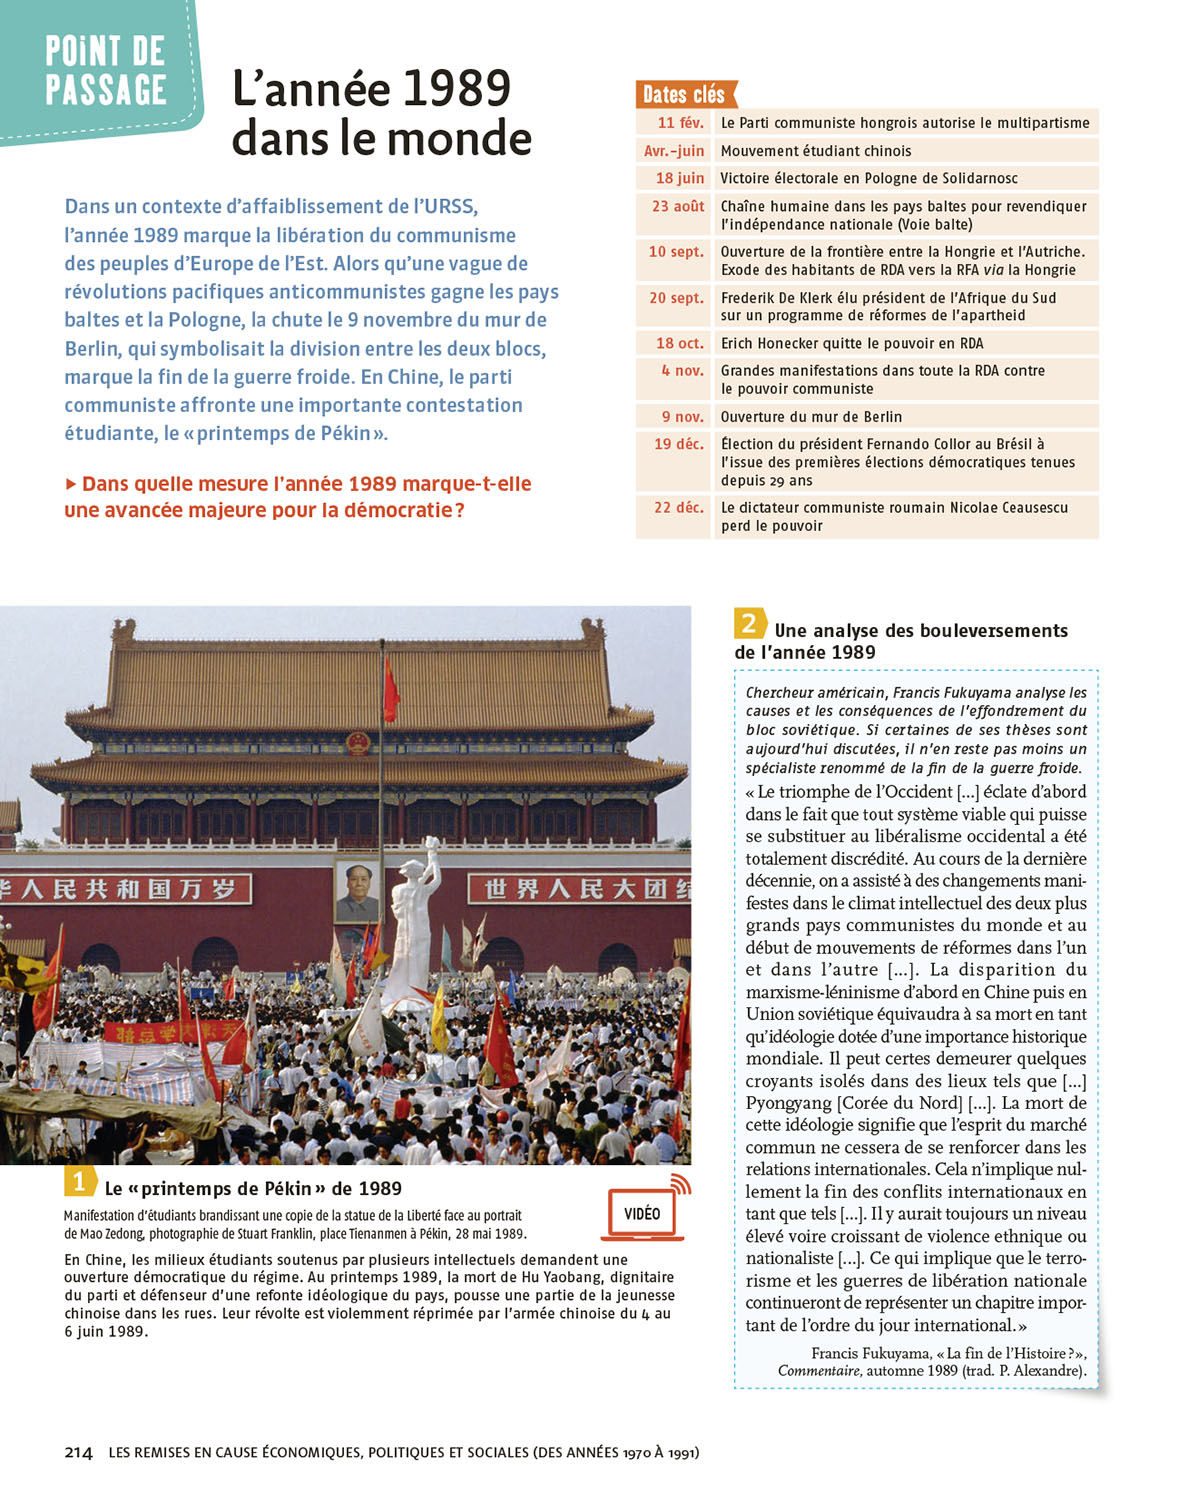 POiNT DE
PASSAGE
L’année 1989
dans le monde
Dans un contexte d’affaiblissement de l’URSS,
l’année 1989 marque la libération du communisme
des peuples d’Europe de l’Est. Alors qu’une vague de
révolutions pacifiques anticommunistes gagne les pays
baltes et la Pologne, la chute le 9 novembre du mur de
Berlin, qui symbolisait la division entre les deux blocs,
marque la fin de la guerre froide. En Chine, le parti
communiste affronte une importante contestation
étudiante, le « printemps de Pékin ».
▶ Dans quelle mesure l’année 1989 marque-t-elle
une avancée majeure pour la démocratie ?
Dates clés
11 fév. Le Parti communiste hongrois autorise le multipartisme
Avr.-juin Mouvement étudiant chinois
18 juin Victoire électorale en Pologne de Solidarnosc
23 août Chaîne humaine dans les pays baltes pour revendiquer
l’indépendance nationale (Voie balte)
10 sept. Ouverture de la frontière entre la Hongrie et l’Autriche.
Exode des habitants de RDA vers la RFA via la Hongrie
20 sept. Frederik De Klerk élu président de l’Afrique du Sud
sur un programme de réformes de l’apartheid
18 oct. Erich Honecker quitte le pouvoir en RDA
4 nov. Grandes manifestations dans toute la RDA contre
le pouvoir communiste
9 nov. Ouverture du mur de Berlin
19 déc. Élection du président Fernando Collor au Brésil à
l’issue des premières élections démocratiques tenues
depuis 29 ans
22 déc. Le dictateur communiste roumain Nicolae Ceausescu
perd le pouvoir
华人民共和国万岁
世界人民大团结
1 Le « printemps de Pékin » de 1989
Manifestation d’étudiants brandissant une copie de la statue de la Liberté face au portrait
de Mao Zedong, photographie de Stuart Franklin, place Tienanmen à Pékin, 28 mai 1989.
VIDÉO
En Chine, les milieux étudiants soutenus par plusieurs intellectuels demandent une
ouverture démocratique du régime. Au printemps 1989, la mort de Hu Yaobang, dignitaire
du parti et défenseur d’une refonte idéologique du pays, pousse une partie de la jeunesse
chinoise dans les rues. Leur révolte est violemment réprimée par l’armée chinoise du 4 au
6 juin 1989.
2 Une analyse des bouleversements
de l’année 1989
Chercheur américain, Francis Fukuyama analyse les
causes et les conséquences de l’effondrement du
bloc soviétique. Si certaines de ses thèses sont
aujourd’hui discutées, il n’en reste pas moins un
spécialiste renommé de la fin de la guerre froide.
« Le triomphe de l’Occident [...] éclate d’abord
dans le fait que tout système viable qui puisse
se substituer au libéralisme occidental a été
totalement discrédité. Au cours de la dernière
décennie, on a assisté à des changements mani-
festes dans le climat intellectuel des deux plus
grands pays communistes du monde et au
début de mouvements de réformes dans l’un
et dans l’autre [...]. La disparition du
marxisme-léninisme d’abord en Chine puis en
Union soviétique équivaudra à sa mort en tant
qu’idéologie dotée d’une importance historique
mondiale. Il peut certes demeurer quelques
croyants isolés dans des lieux tels que [...]
Pyongyang [Corée du Nord] [...]. La mort de
cette idéologie signifie que l’esprit du marché
commun ne cessera de se renforcer dans les
relations internationales. Cela n’implique nul-
lement la fin des conflits internationaux en
tant que tels [...]. Il y aurait toujours un niveau
élevé voire croissant de violence ethnique ou
nationaliste [...]. Ce qui implique que le terro-
risme et les guerres de libération nationale
continueront de représenter un chapitre impor-
tant de l’ordre du jour international. »
Francis Fukuyama, « La fin de l’Histoire ? »,
Commentaire, automne 1989 (trad. P. Alexandre).
214 LES REMISES EN CAUSE ÉCONOMIQUES, POLITIQUES ET SOCIALES (DES ANNÉES 1970 À 1991)